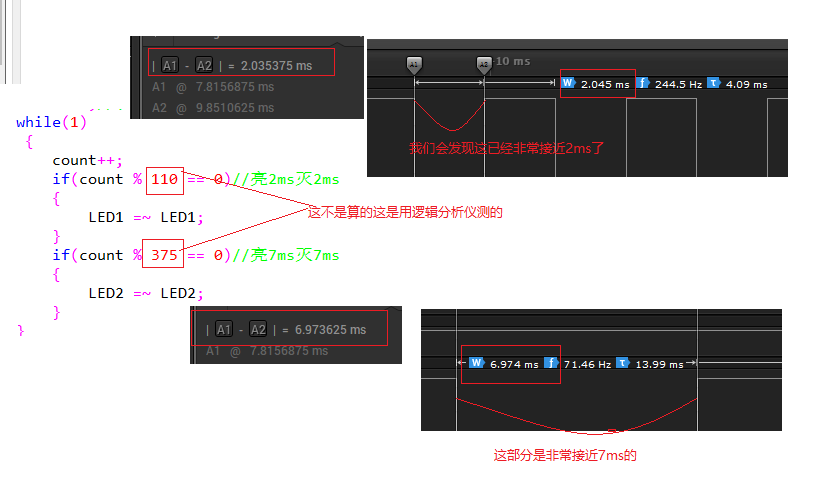 | A1 - A2 | = 2.035375 ms
A1 @ 7.8156875 ms
A2 @ 9.8510625 ms
A1 A2 10 ms
W 2.045 ms f 244.5 Hz T 4.09 ms
我们会发现这已经非常接近2ms了
while(1)
{
count++;
if(count % 110 == 0)//亮2ms灭2ms
{
LED1 =~ LED1;
}
这不是算的这是用逻辑分析仪测的
if(count % 375 == 0)//亮7ms灭7ms
{
LED2 =~ LED2;
}
}
| A1 - A2 | = 6.973625 ms
A1 @ 7.8156875 ms
W 6.974 ms f 71.46 Hz T 13.99 ms
这部分是非常接近7ms的